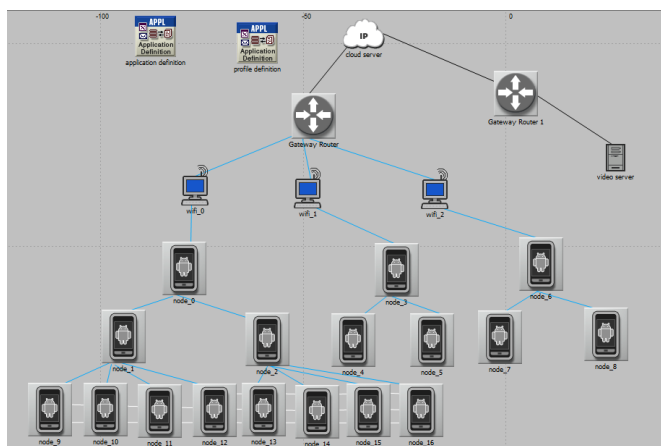 -100
-50
0
APPL
Application
Definition
application definition
APPL
Application
Definition
profile definition
IP
cloud server
Gateway Router
Gateway Router 1
video server
wifi_0
wifi_1
wifi_2
node_0
node_3
node_6
node_1
node_2
node_4
node_5
node_7
node_8
node_9
node_10
node_11
node_12
node_13
node_14
node_15
node_16